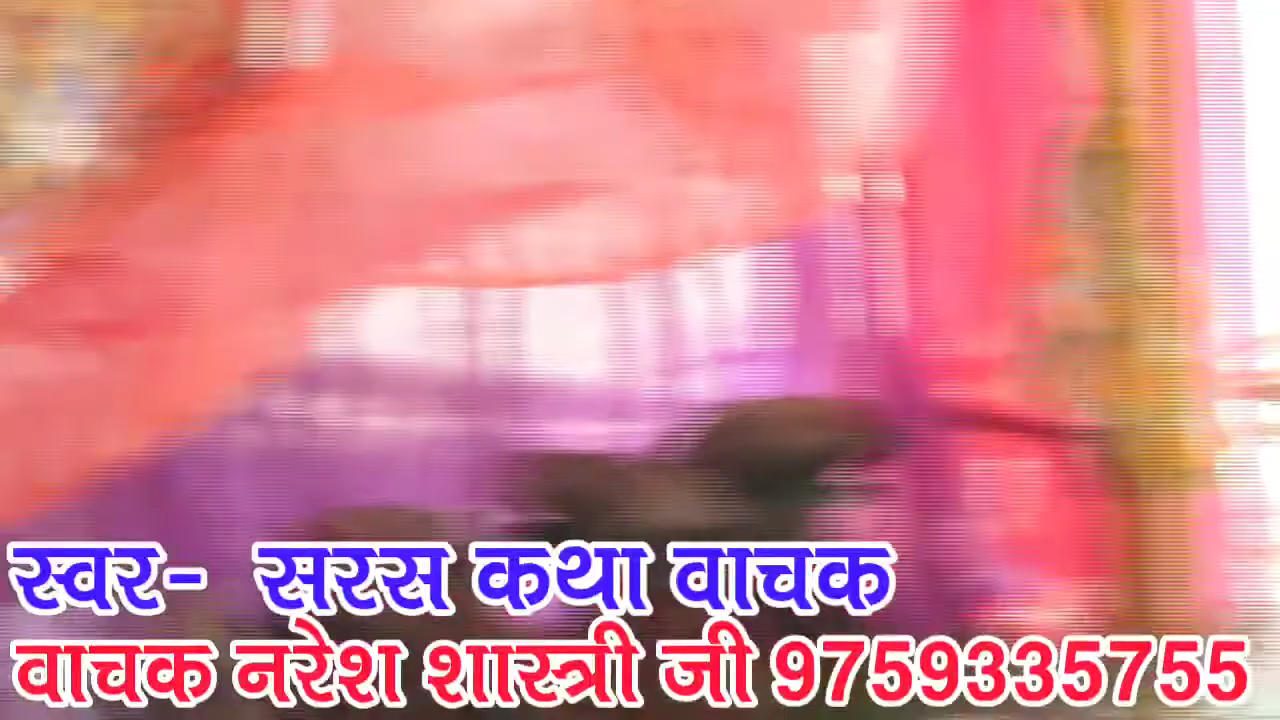 स्वर- सरस कथा वाचक
वाचक नरेश शास्त्री जी 9759335755